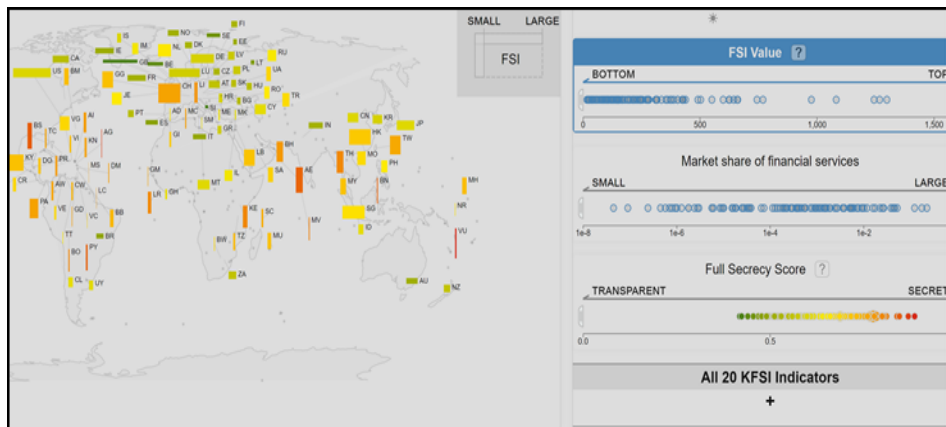 SMALL LARGE
FSI
FI
IS NO SE
IE IM NL DK EE
CA GB BE DE LV LT RU
US BM GG FR LU CZ PL UA
CH LI AT SK HU
JE HR BG RO TR
PT AD MC SI SM ME MK CY
ES IT GR
BS TC VG AI AG GI IN CN KR JP
VI KN LB BH HK TW
KY DO PR MS DM GM IL SA AE TH MO PH
CR AW CW LC LR GH MT MY BN MH
PA VE GD VC BB KE SC MV SG ID NR
TT BR BW TZ MU VU
BO PY
CL UY ZA AU NZ
FSI Value ?
BOTTOM TOP
0 500 1,000 1,500
Market share of financial services
SMALL LARGE
1e-8 1e-6 1e-4 1e-2
Full Secrecy Score ?
TRANSPARENT SECRET
0.0 0.5
All 20 KFSI Indicators
+